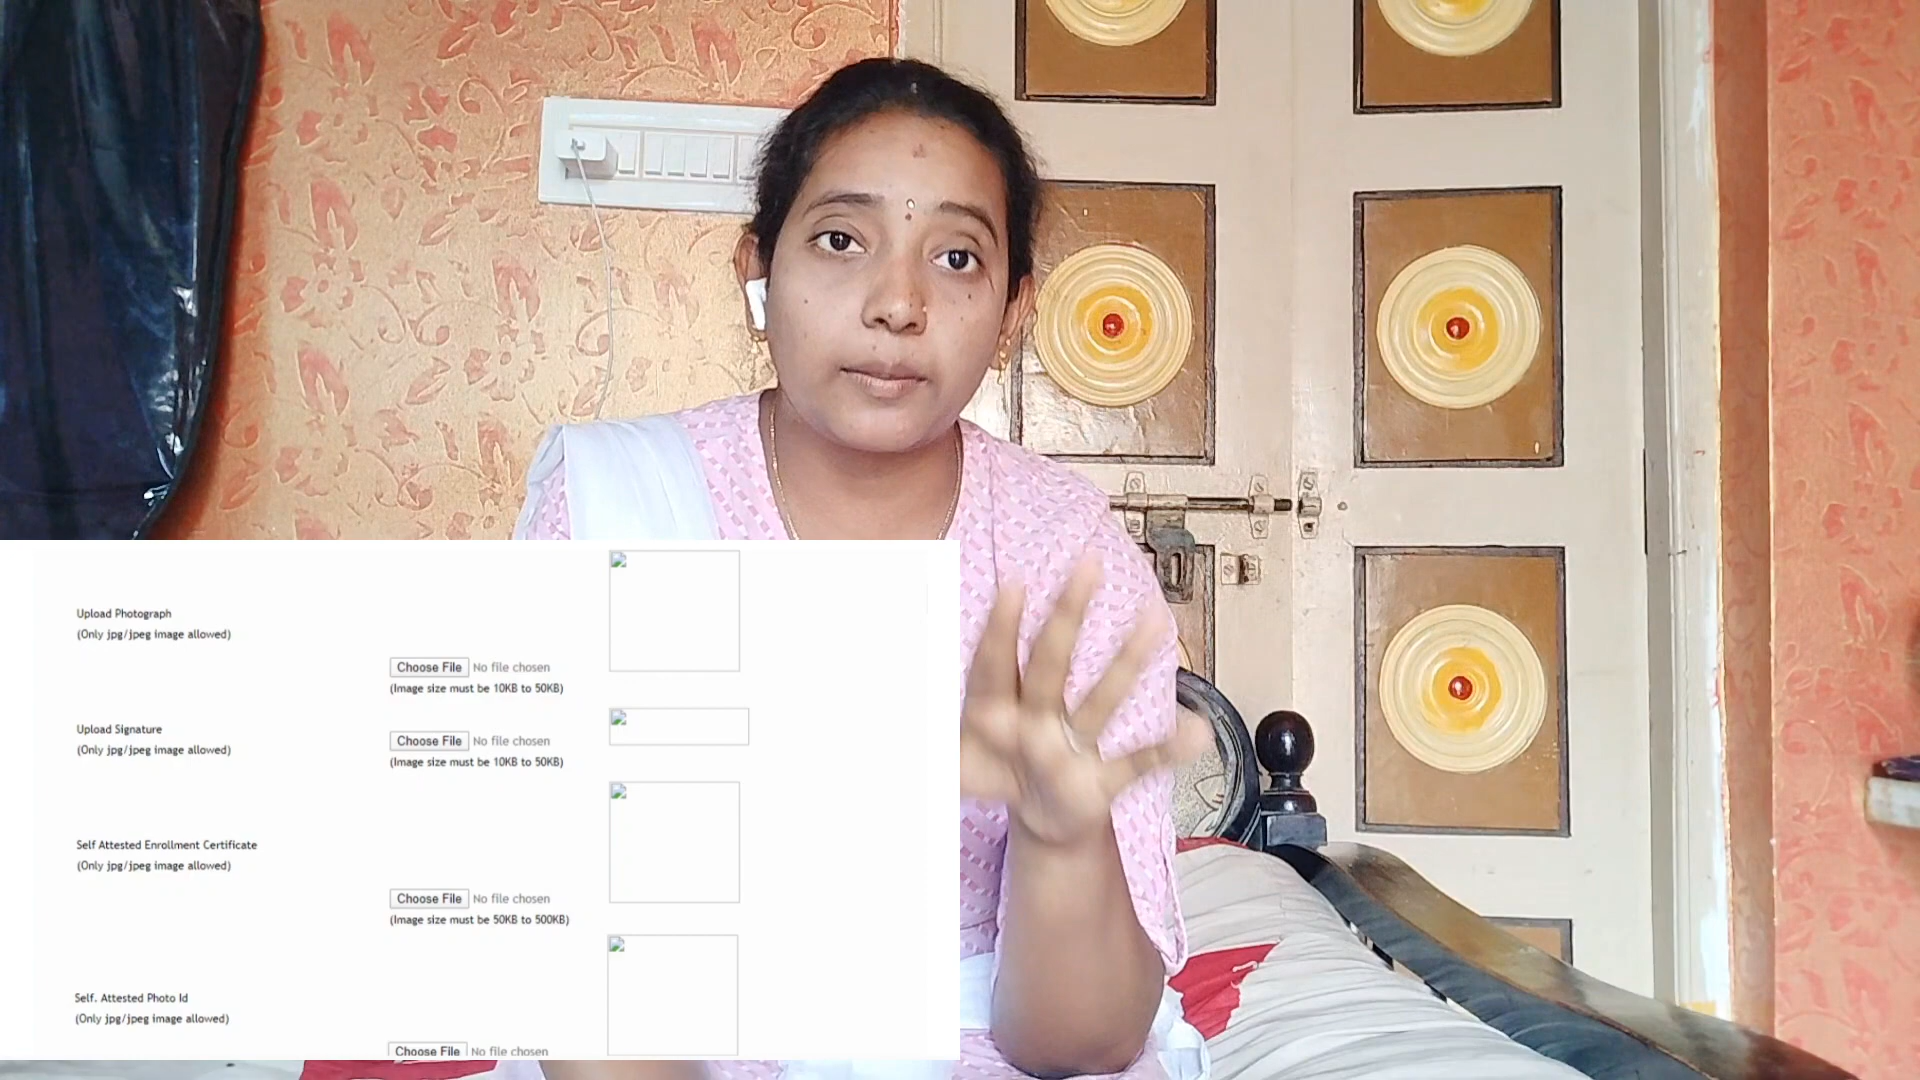 Upload Photograph
(Only jpg/jpeg image allowed)
Choose File No file chosen
(Image size must be 10KB to 50KB)
Upload Signature
(Only jpg/jpeg image allowed)
Choose File No file chosen
(Image size must be 10KB to 50KB)
Self Attested Enrollment Certificate
(Only jpg/jpeg image allowed)
Choose File No file chosen
(Image size must be 50KB to 500KB)
Self. Attested Photo Id
(Only jpg/jpeg image allowed)
Choose File No file chosen